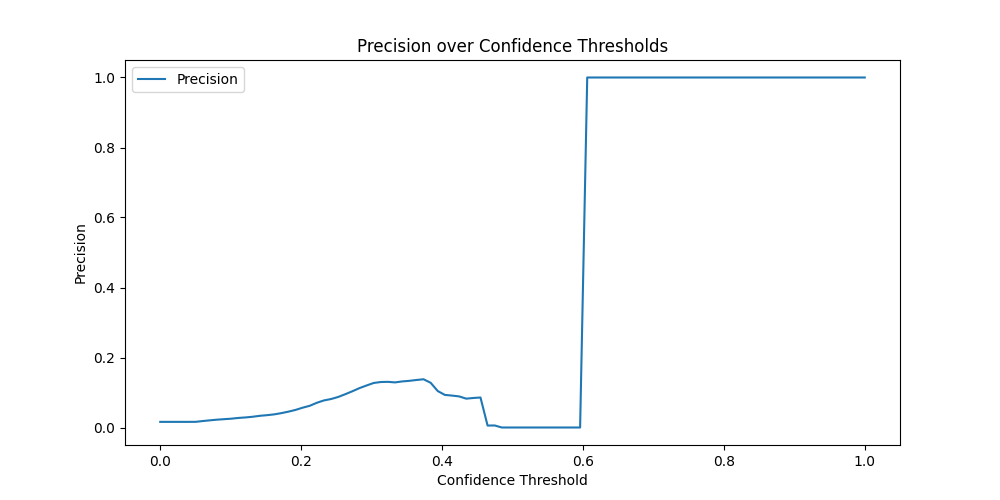 Precision over Confidence Thresholds
Precision
1.0
0.8
0.6
0.4
0.2
0.0
Precision
0.0 0.2 0.4 0.6 0.8 1.0
Confidence Threshold